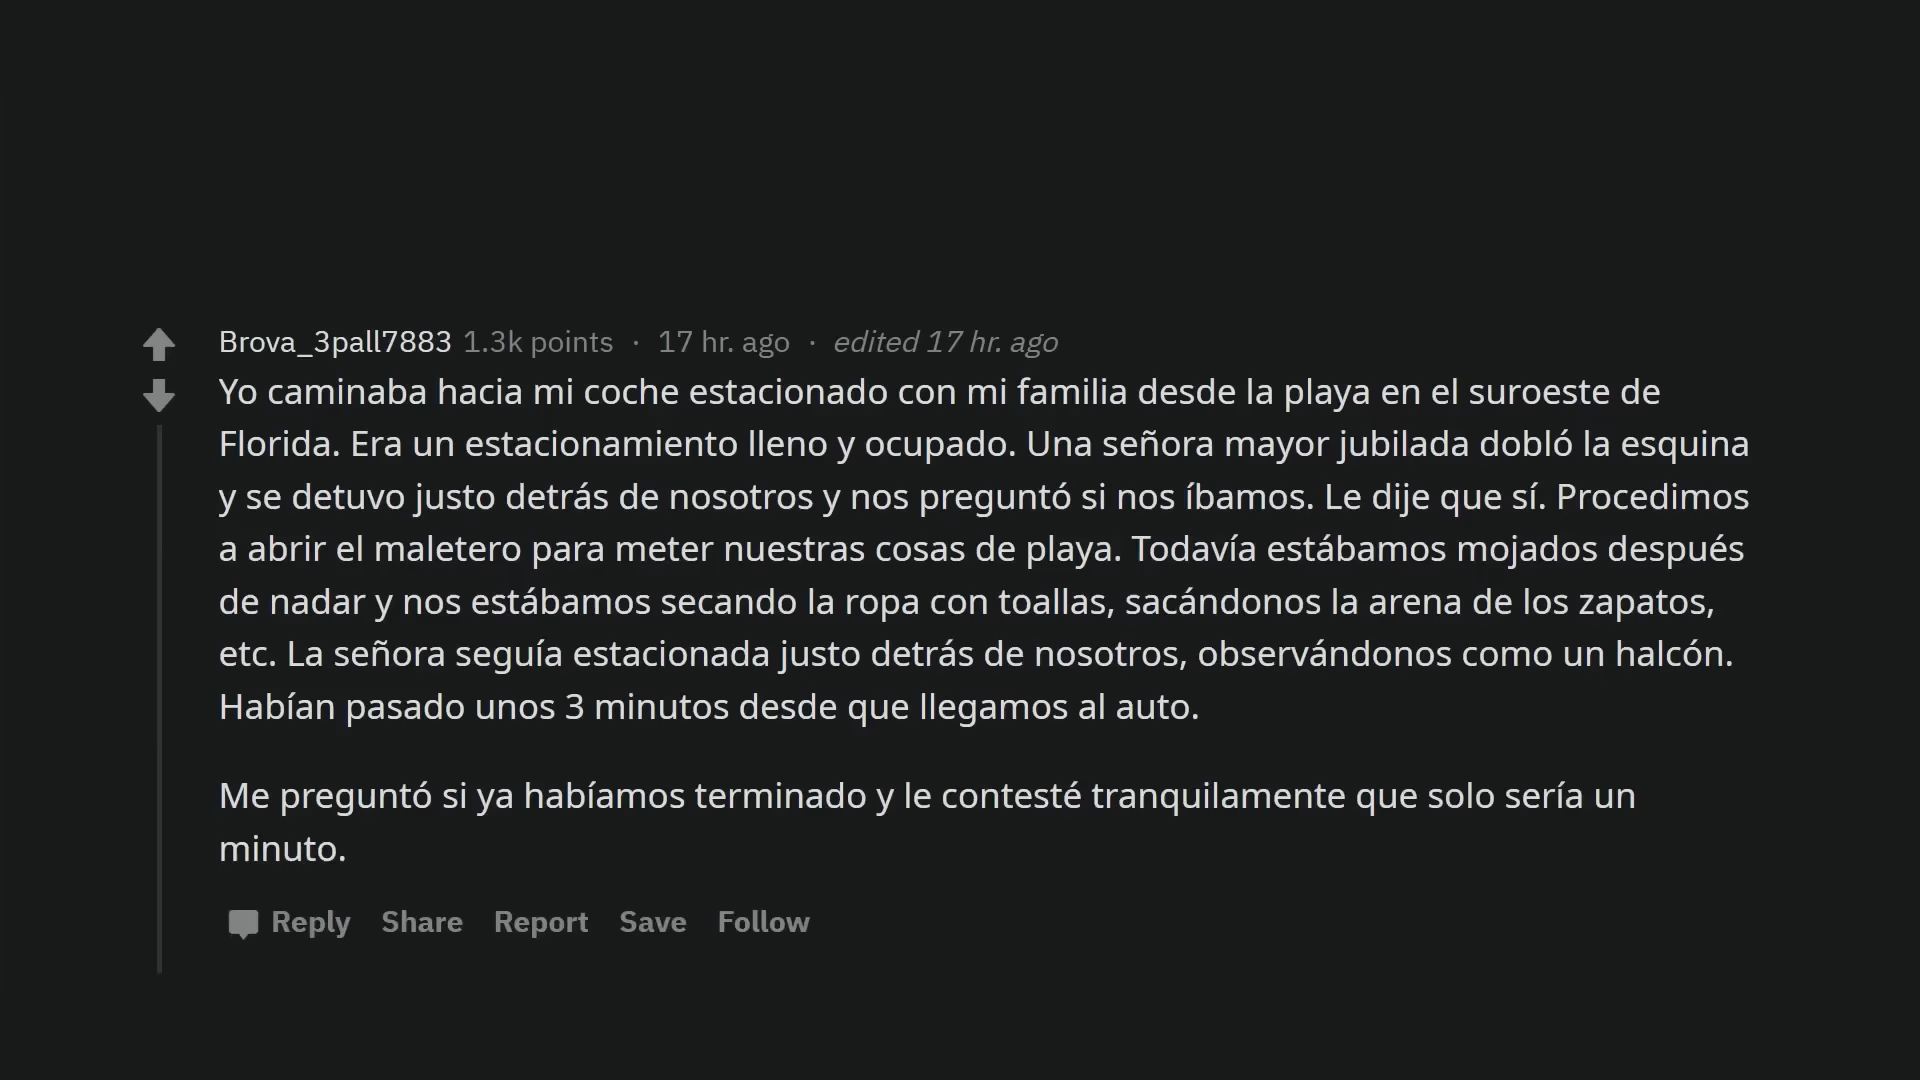 Brova_3pall7883 1.3k points · 17 hr. ago · edited 17 hr. ago
Yo caminaba hacia mi coche estacionado con mi familia desde la playa en el suroeste de
Florida. Era un estacionamiento lleno y ocupado. Una señora mayor jubilada dobló la esquina
y se detuvo justo detrás de nosotros y nos preguntó si nos íbamos. Le dije que sí. Procedimos
a abrir el maletero para meter nuestras cosas de playa. Todavía estábamos mojados después
de nadar y nos estábamos secando la ropa con toallas, sacándonos la arena de los zapatos,
etc. La señora seguía estacionada justo detrás de nosotros, observándonos como un halcón.
Habían pasado unos 3 minutos desde que llegamos al auto.
Me preguntó si ya habíamos terminado y le contesté tranquilamente que solo sería un
minuto.
Reply Share Report Save Follow